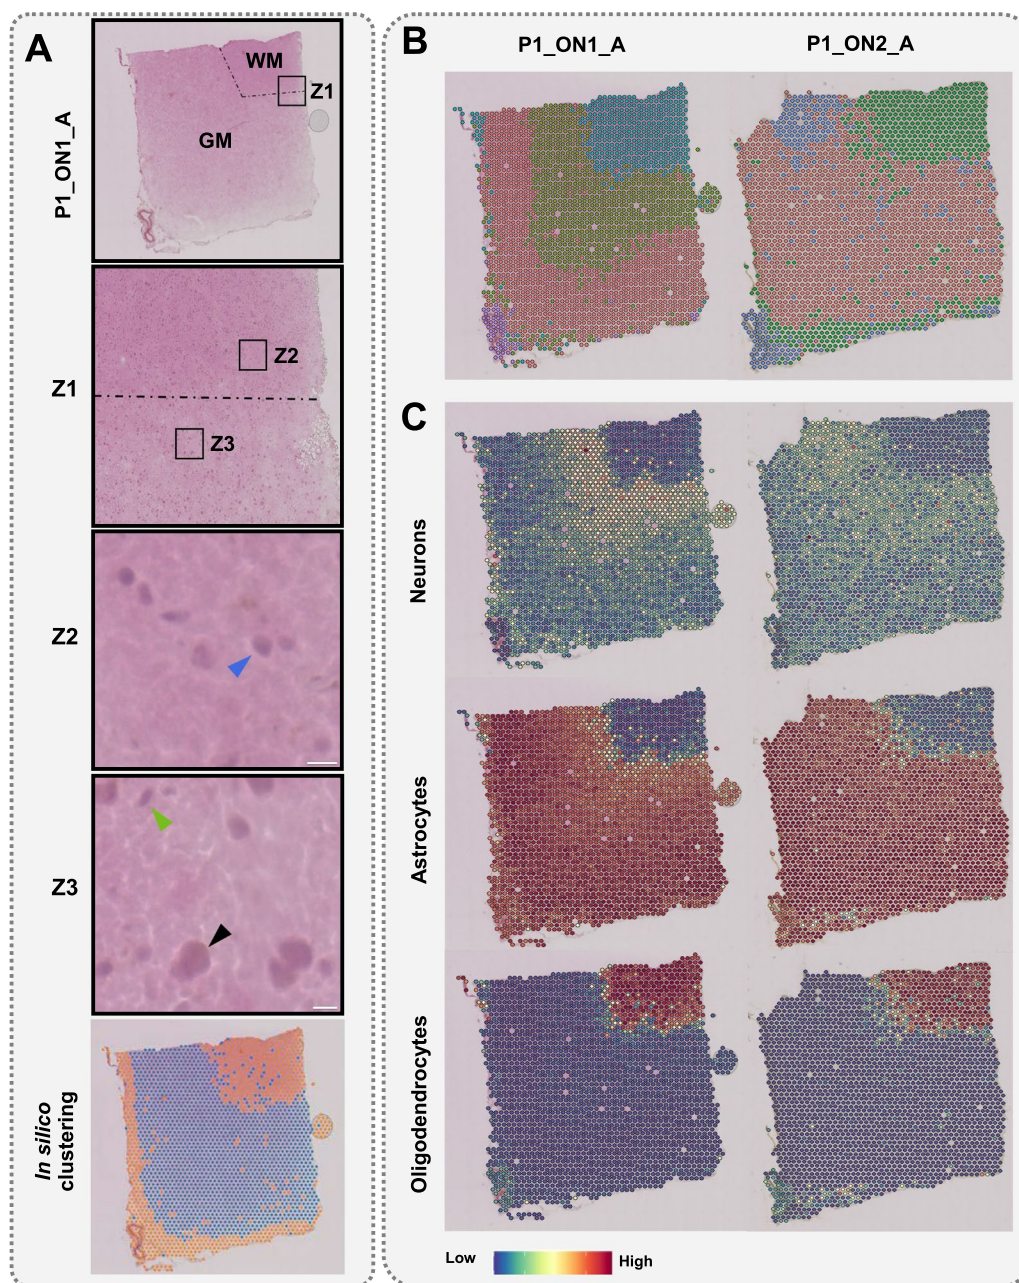 A
P1_ON1_A
WM
Z1
GM
Z1
Z2
Z3
Z2
Z3
In silico
clustering
B
P1_ON1_A
P1_ON2_A
C
Neurons
Astrocytes
Oligodendrocytes
Low
High